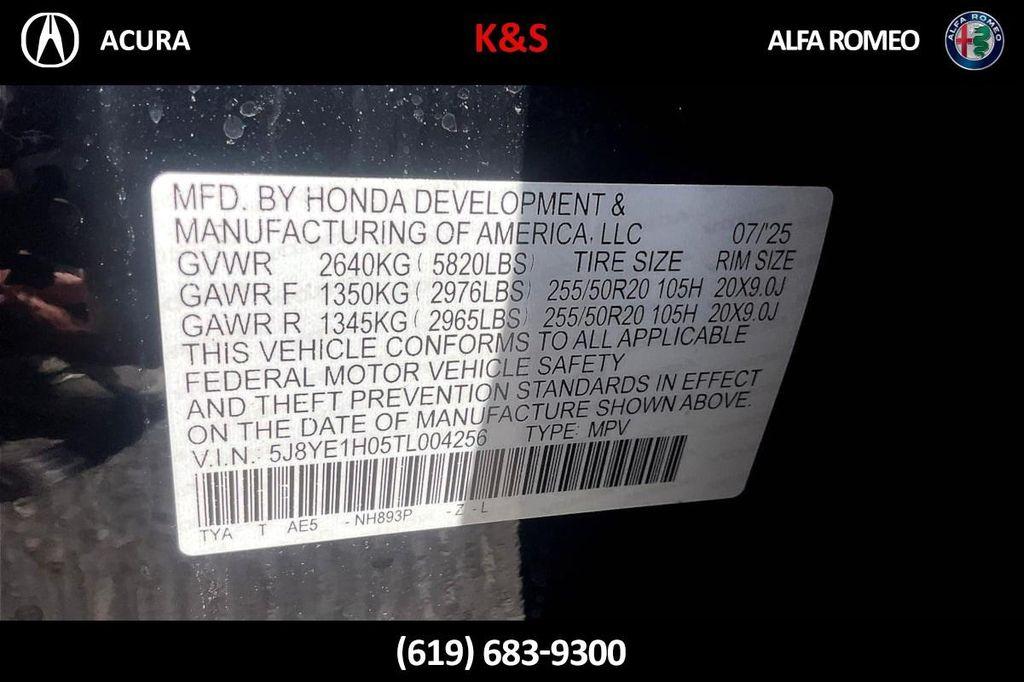 ACURA
K&S
ALFA ROMEO
ALFA ROMEO
MFD. BY HONDA DEVELOPMENT &
MANUFACTURING OF AMERICA, LLC 07/'25
GVWR 2640KG ( 5820LBS) TIRE SIZE RIM SIZE
GAWR F 1350KG ( 2976LBS) 255/50R20 105H 20X9.0J
GAWR R 1345KG ( 2965LBS) 255/50R20 105H 20X9.0J
THIS VEHICLE CONFORMS TO ALL APPLICABLE
FEDERAL MOTOR VEHICLE SAFETY
AND THEFT PREVENTION STANDARDS IN EFFECT
ON THE DATE OF MANUFACTURE SHOWN ABOVE.
V.I.N.: 5J8YE1H05TL004256 TYPE: MPV
TYA T AE5 -NH893P -Z -L
(619) 683-9300